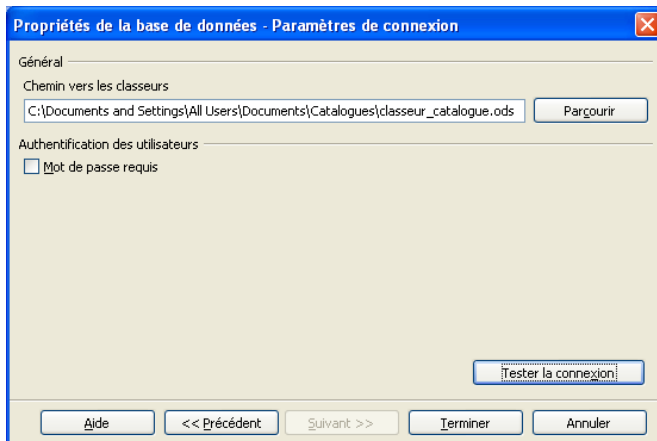 Propriétés de la base de données - Paramètres de connexion
Général
Chemin vers les classeurs
C:\Documents and Settings\All Users\Documents\Catalogues\classeur_catalogue.ods
Parcourir
Authentification des utilisateurs
Mot de passe requis
Tester la connexion
Aide
<< Précédent
Suivant >>
Terminer
Annuler